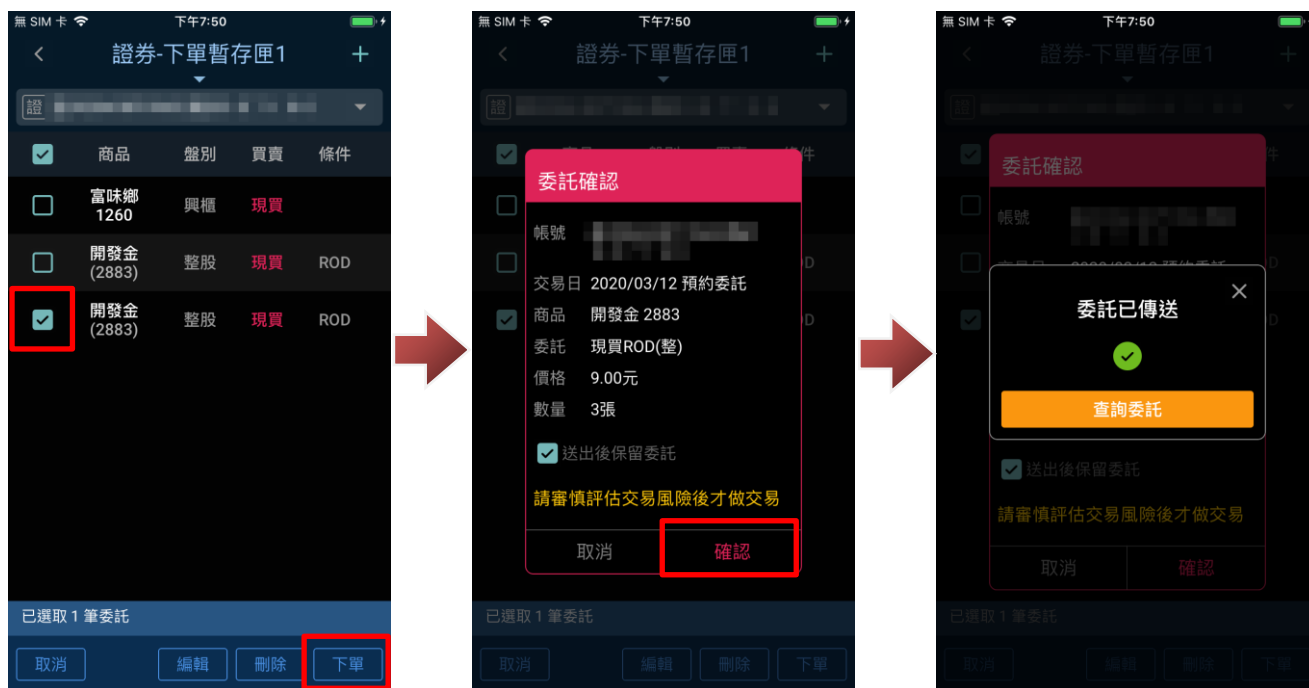 無 SIM 卡
下午7:50
證券-下單暫存匣1
證
商品 盤別 買賣 條件
富味鄉
1260
興櫃 現買
開發金
(2883)
整股 現買 ROD
開發金
(2883)
整股 現買 ROD
已選取 1 筆委託
取消 編輯 刪除 下單
無 SIM 卡
下午7:50
證券-下單暫存匣1
證
件
委託確認
帳號
交易日 2020/03/12 預約委託
商品 開發金 2883
委託 現買ROD(整)
價格 9.00元
數量 3張
送出後保留委託
請審慎評估交易風險後才做交易
取消 確認
D
D
已選取 1 筆委託
取消 編輯 刪除 下單
無 SIM 卡
下午7:50
證券-下單暫存匣1
證
件
委託確認
帳號
委託已傳送
查詢委託
送出後保留委託
請審慎評估交易風險後才做交易
取消 確認
D
D
已選取 1 筆委託
取消 編輯 刪除 下單